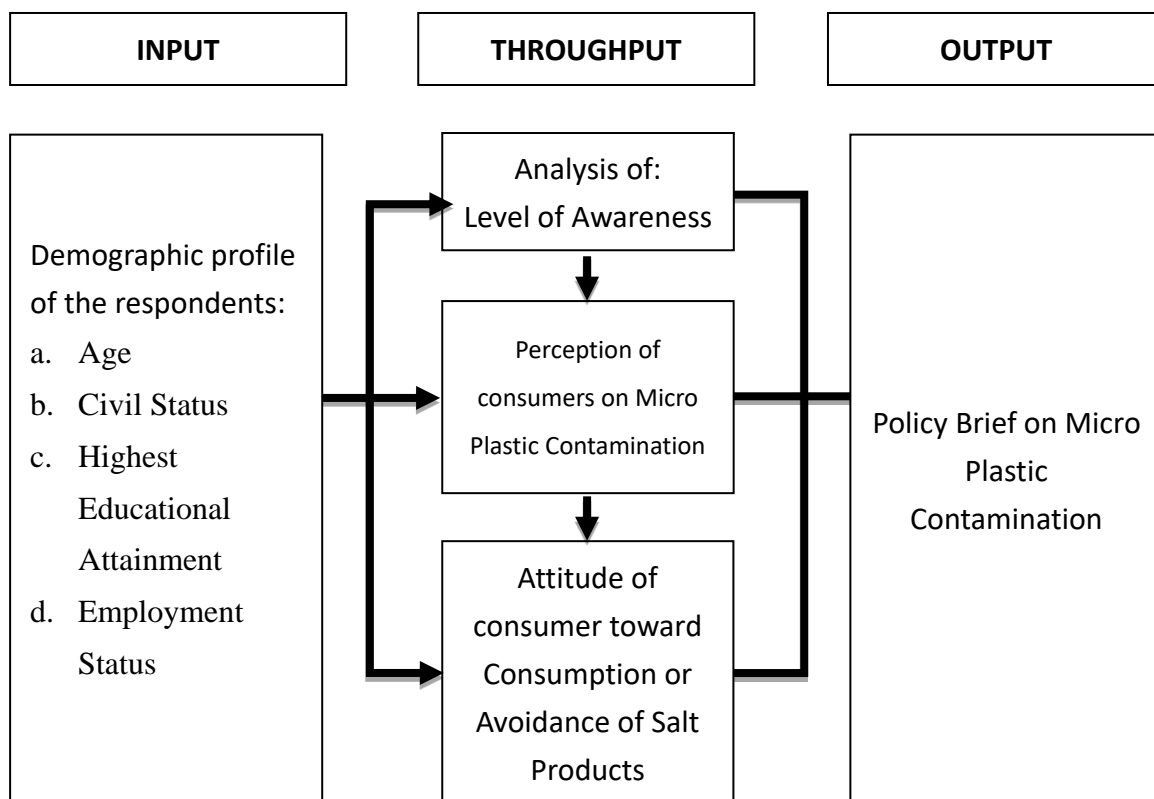 INPUT
THROUGHPUT
OUTPUT
Demographic profile
of the respondents:
a. Age
b. Civil Status
c. Highest
Educational
Attainment
d. Employment
Status
Analysis of:
Level of Awareness
Perception of
consumers on Micro
Plastic Contamination
Attitude of
consumer toward
Consumption or
Avoidance of Salt
Products
Policy Brief on Micro
Plastic
Contamination